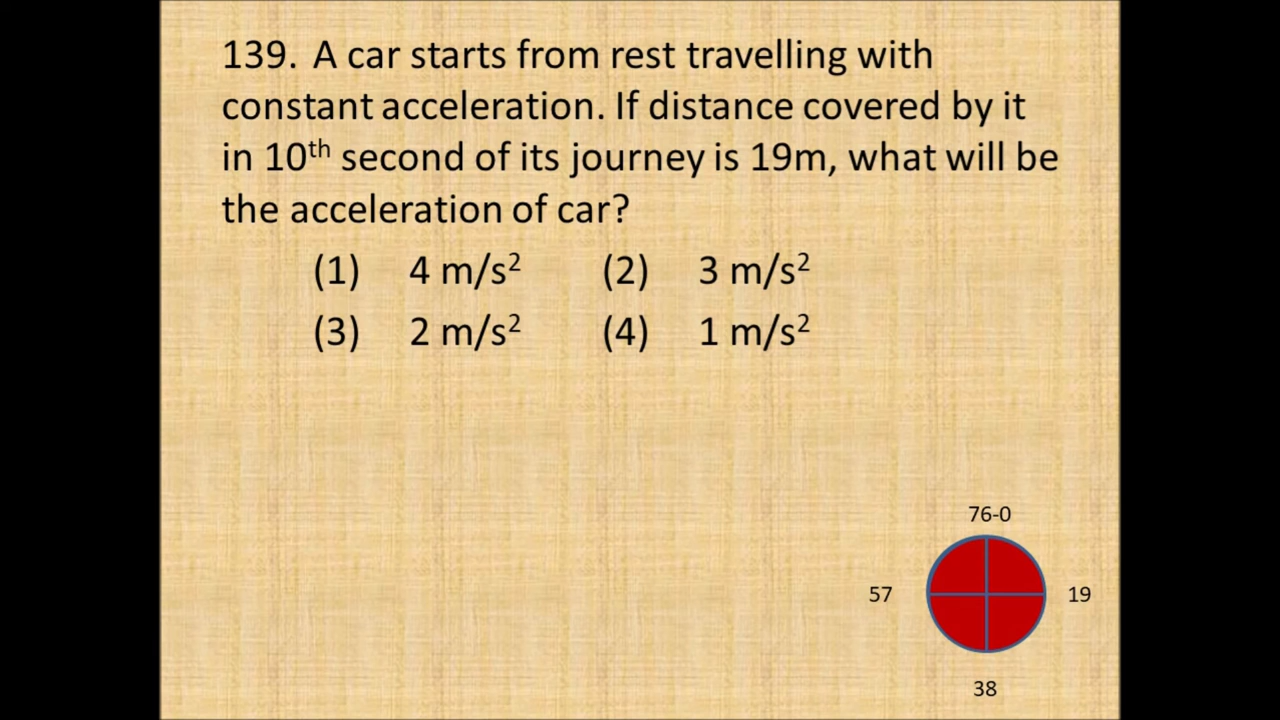 139. A car starts from rest travelling with
constant acceleration. If distance covered by it
in 10th second of its journey is 19m, what will be
the acceleration of car?
(1) 4 m/s² (2) 3 m/s²
(3) 2 m/s² (4) 1 m/s²
76-0
57 19
38